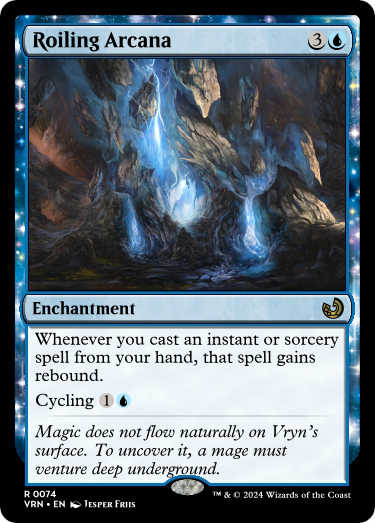 Roiling Arcana 3
Enchantment
Whenever you cast an instant or sorcery
spell from your hand, that spell gains
rebound.
Cycling 1
Magic does not flow naturally on Vryn's
surface. To uncover it, a mage must
venture deep underground.
R 0074
VRN • EN Jesper Friis
™ & © 2024 Wizards of the Coast